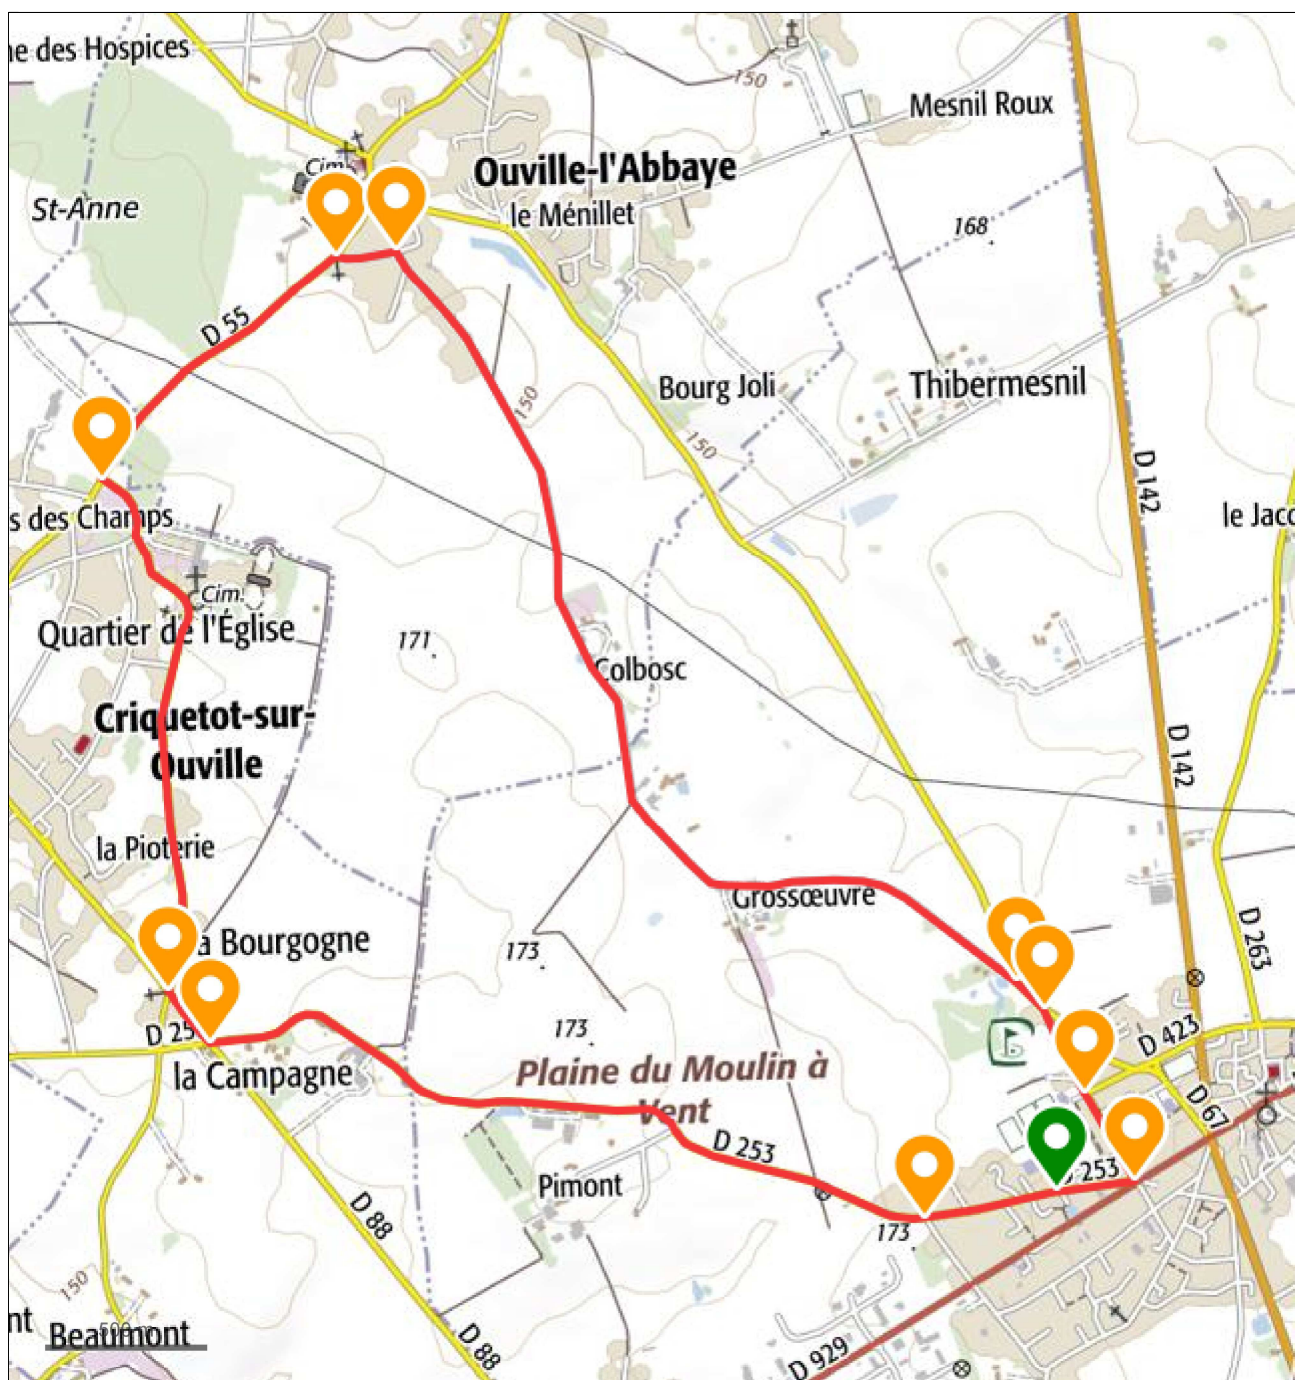 ne des Hospices
150
Mesnil Roux
Cim.
Ouville-l'Abbaye
le Ménillet
St-Anne
168
D 55
150
Bourg Joli
Thibermesnil
150
D 142
s des Champs
le Jacq
Cim.
Quartier de l'Église
171
Colbosc
Criquetot-sur-
Ouville
D 142
la Pioterie
Grossœuvre
a Bourgogne
173
D 263
D 25
173
D 423
la Campagne
Plaine du Moulin à
Vent
D 67
D 253
253
Pimont
D 88
173
150
nt
Beaumont
500 m
D 88
D 929